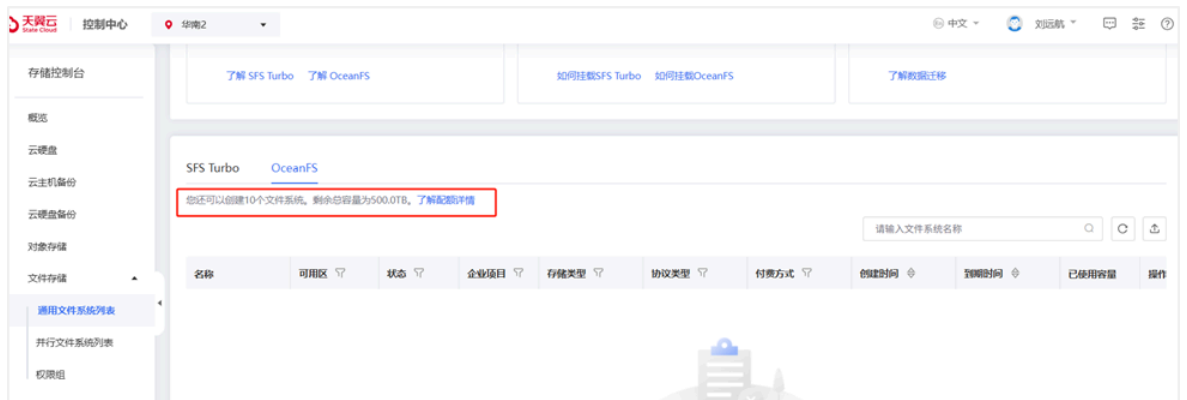 天翼云 State Cloud 控制中心 华南2 中文 刘远航
存储控制台
了解 SFS Turbo 了解 OceanFS 如何挂载SFS Turbo 如何挂载OceanFS 了解数据迁移
概览
云硬盘
云主机备份
云硬盘备份
对象存储
文件存储
通用文件系统列表
并行文件系统列表
权限组
SFS Turbo OceanFS
您还可以创建10个文件系统。剩余总容量为500.0TB。了解配额详情
请输入文件系统名称
名称 可用区 状态 企业项目 存储类型 协议类型 付费方式 创建时间 到期时间 已使用容量 操作